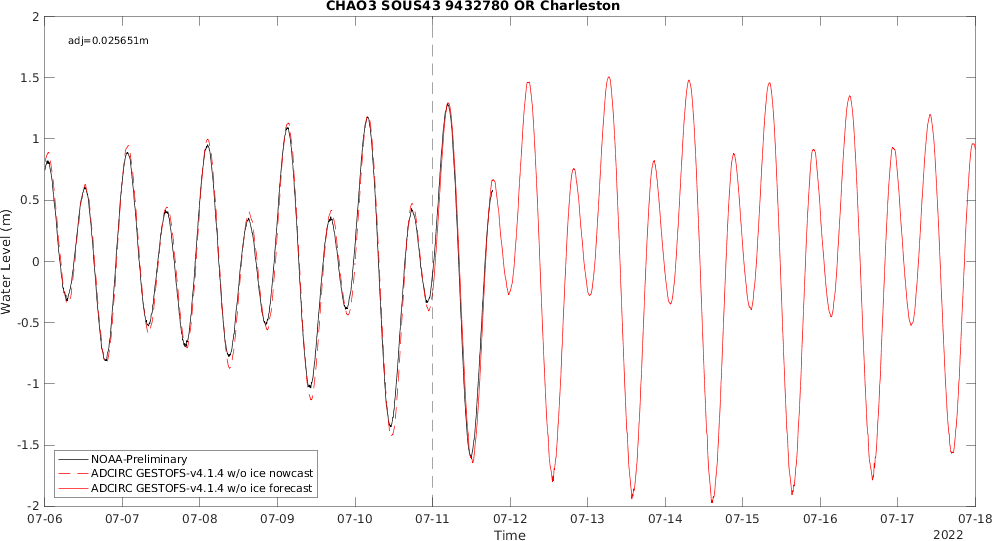 CHAO3 SOUS43 9432780 OR Charleston
adj=0.025651m
Water Level (m)
2
1.5
1
0.5
0
-0.5
-1
-1.5
-2
NOAA-Preliminary
ADCIRC GESTOFS-v4.1.4 w/o ice nowcast
ADCIRC GESTOFS-v4.1.4 w/o ice forecast
07-06 07-07 07-08 07-09 07-10 07-11 07-12 07-13 07-14 07-15 07-16 07-17 07-18
Time
2022